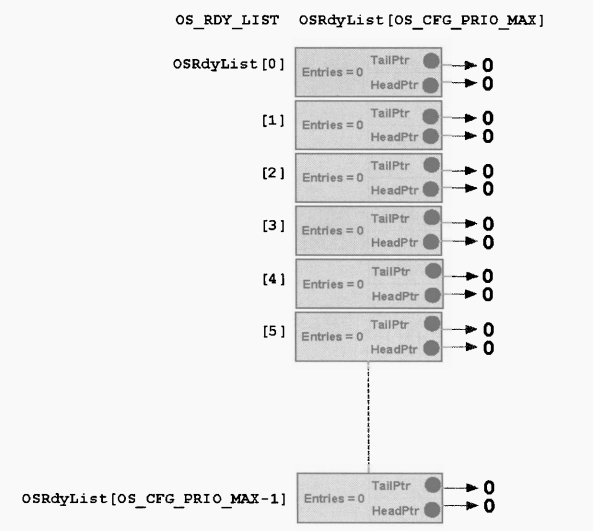 OS_RDY_LIST OSRdyList[OS_CFG_PRIO_MAX]
OSRdyList[0] Entries = 0 TailPtr 0
HeadPtr 0
[1] Entries = 0 TailPtr 0
HeadPtr 0
[2] Entries = 0 TailPtr 0
HeadPtr 0
[3] Entries = 0 TailPtr 0
HeadPtr 0
[4] Entries = 0 TailPtr 0
HeadPtr 0
[5] Entries = 0 TailPtr 0
HeadPtr 0
OSRdyList[OS_CFG_PRIO_MAX-1] Entries = 0 TailPtr 0
HeadPtr 0